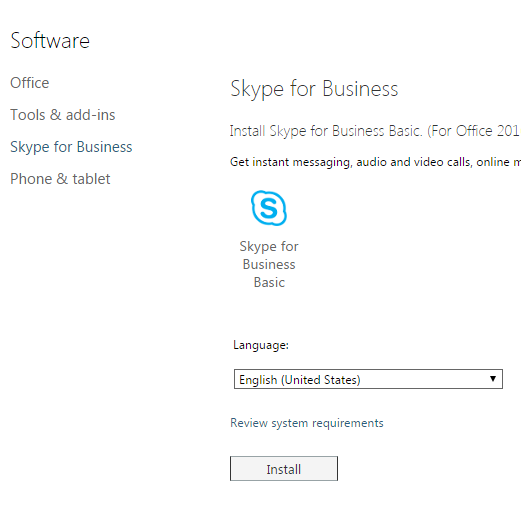 Software
Office
Tools & add-ins
Skype for Business
Phone & tablet
Skype for Business
Install Skype for Business Basic. (For Office 201
Get instant messaging, audio and video calls, online m
Skype for
Business
Basic
Language:
English (United States)
Review system requirements
Install